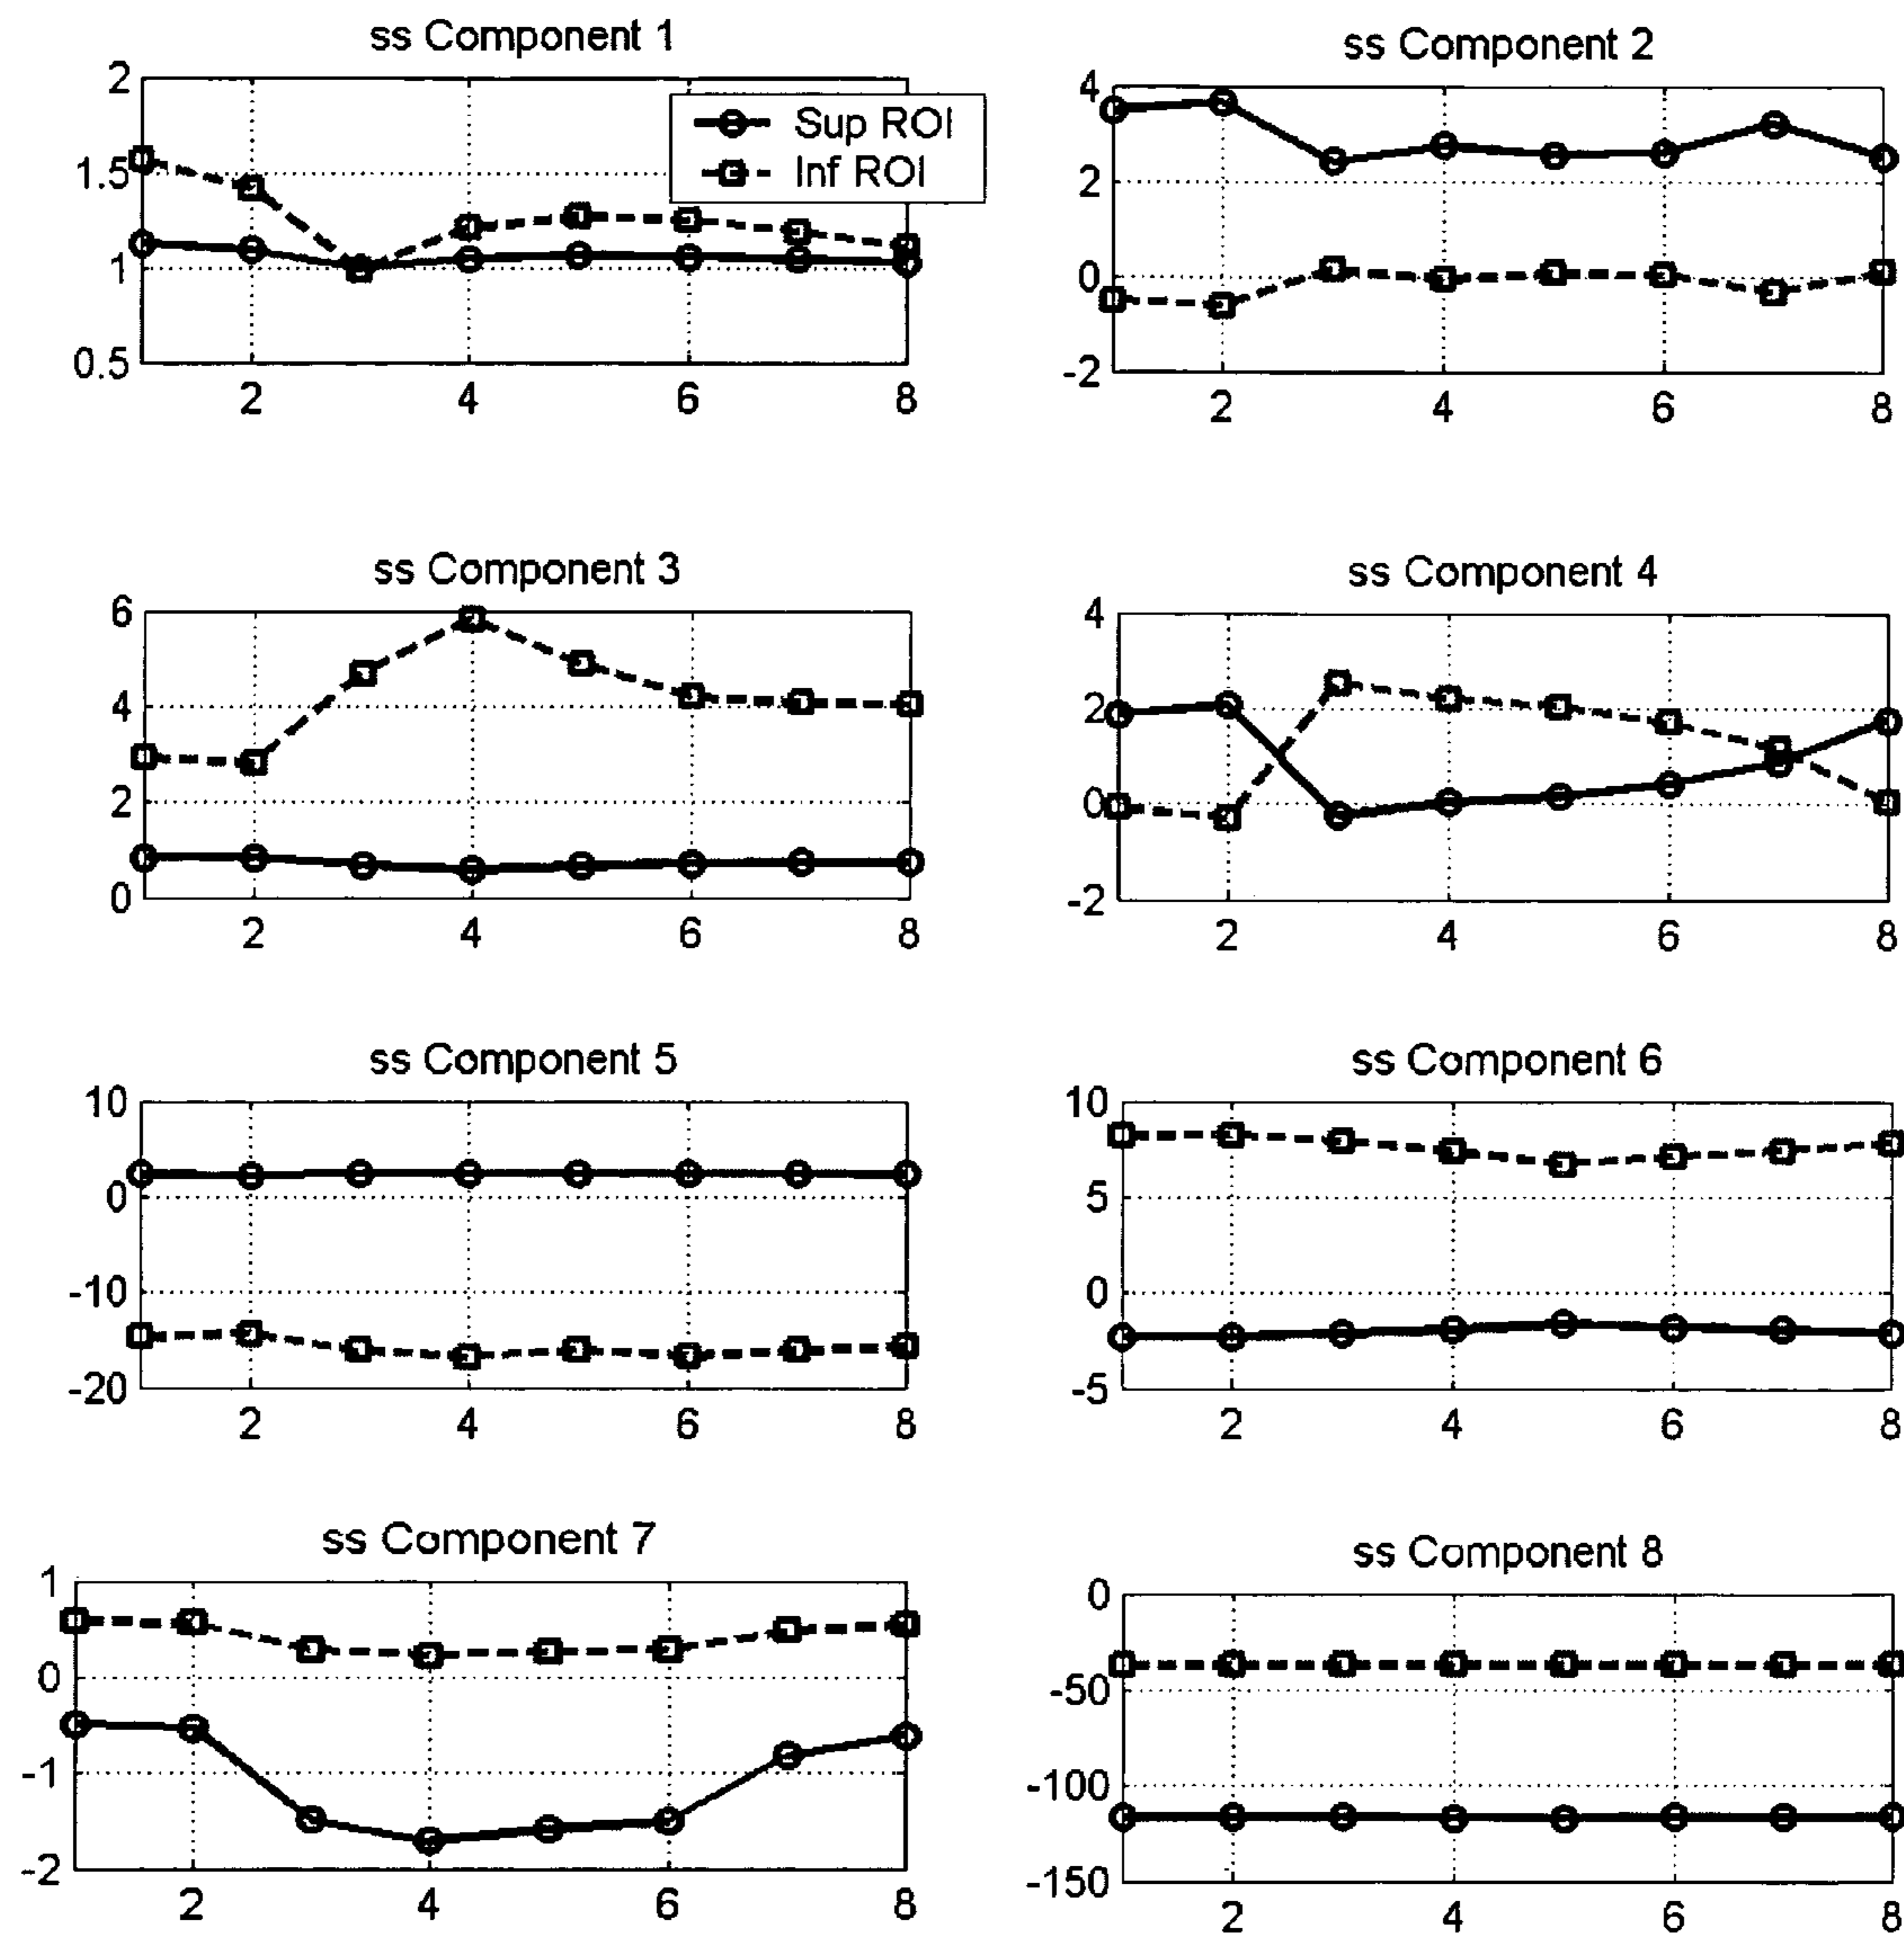 ss Component 1
2
1.5
1
0.5
2 4 6 8
Sup ROI
Inf ROI
ss Component 2
4
2
0
-2
2 4 6 8
ss Component 3
6
4
2
0
2 4 6 8
ss Component 4
4
2
0
-2
2 4 6 8
ss Component 5
10
0
-10
-20
2 4 6 8
ss Component 6
10
5
0
-5
2 4 6 8
ss Component 7
1
0
-1
-2
2 4 6 8
ss Component 8
0
-50
-100
-150
2 4 6 8